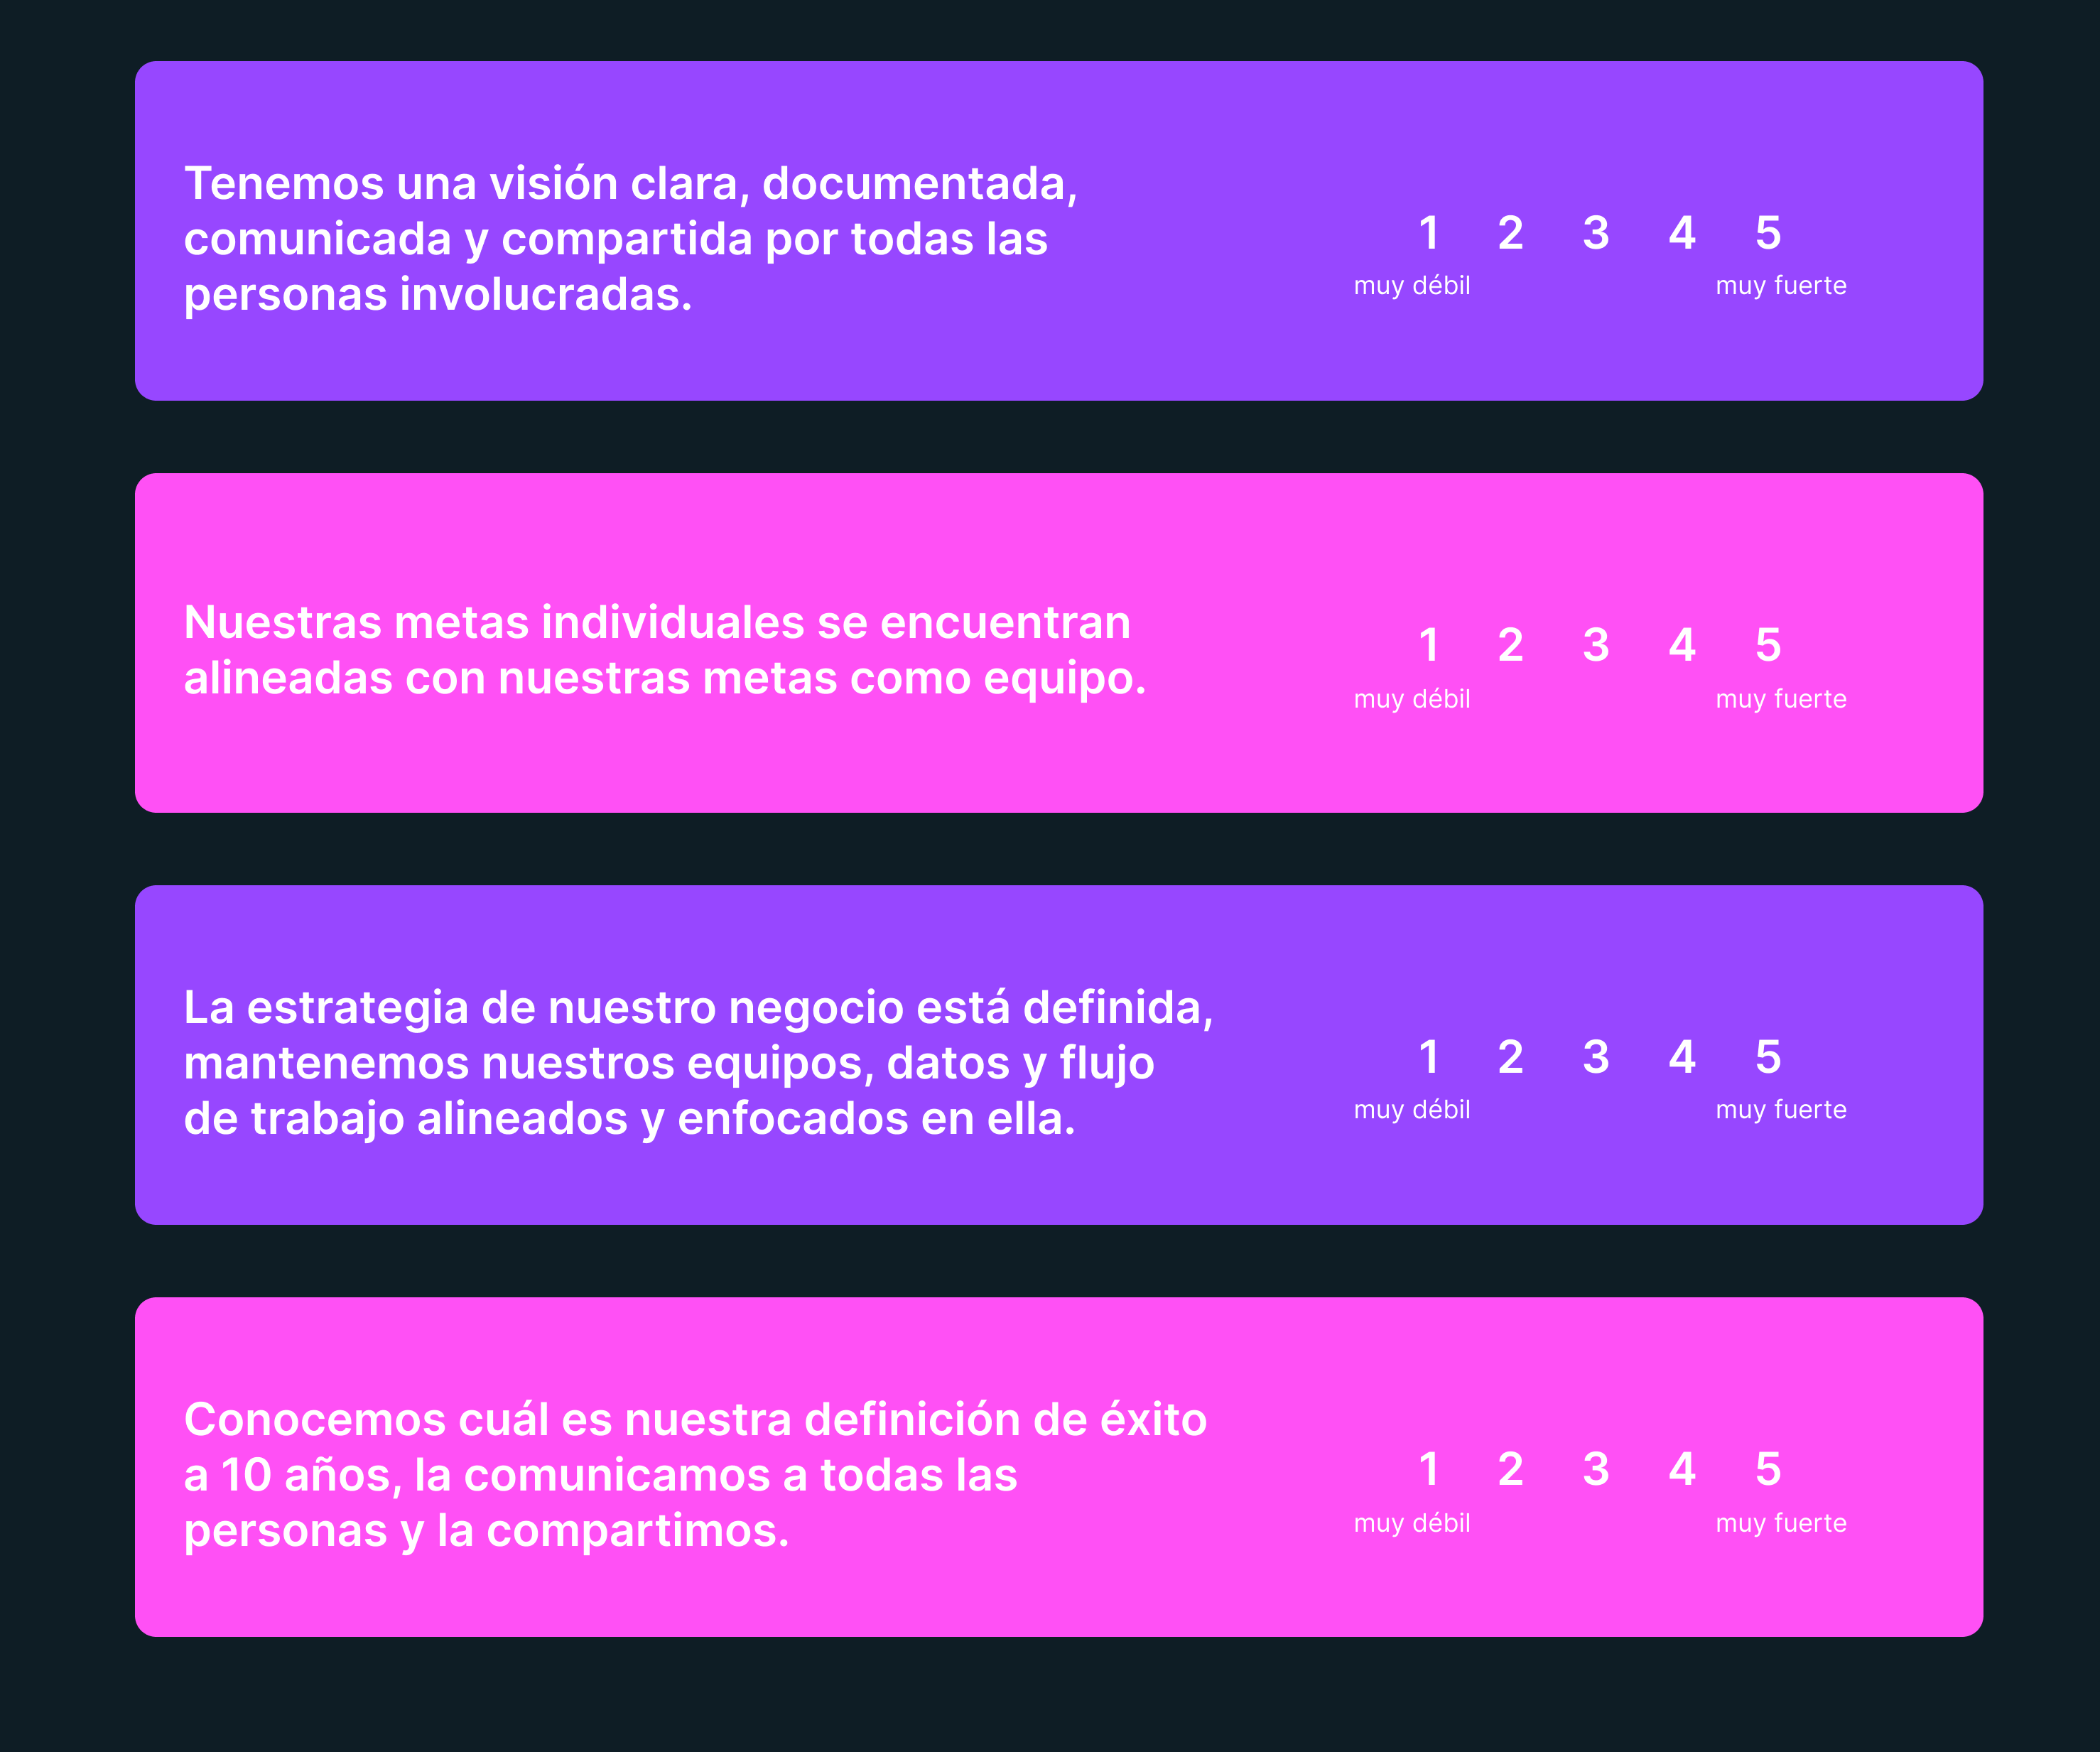 Tenemos una visión clara, documentada,
comunicada y compartida por todas las
personas involucradas.
1 2 3 4 5
muy débil muy fuerte
Nuestras metas individuales se encuentran
alineadas con nuestras metas como equipo.
1 2 3 4 5
muy débil muy fuerte
La estrategia de nuestro negocio está definida,
mantenemos nuestros equipos, datos y flujo
de trabajo alineados y enfocados en ella.
1 2 3 4 5
muy débil muy fuerte
Conocemos cuál es nuestra definición de éxito
a 10 años, la comunicamos a todas las
personas y la compartimos.
1 2 3 4 5
muy débil muy fuerte